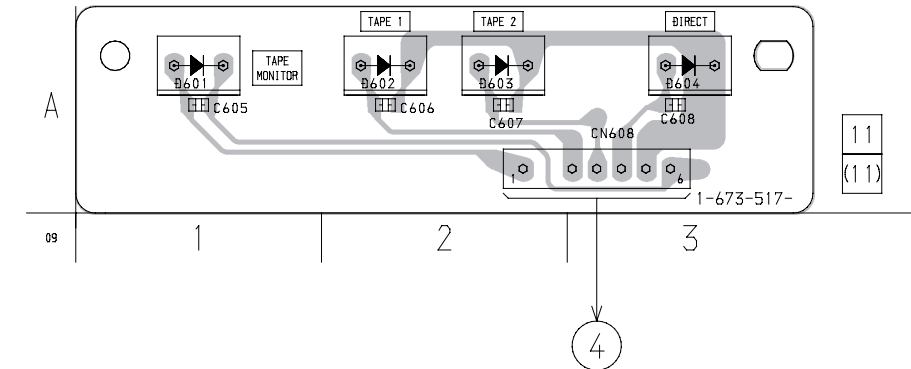 TAPE 1
TAPE 2
DIRECT
TAPE
MONITOR
D601
D602
D603
D604
A
C605
C606
C607
C608
CN608
11
(11)
1
6
1-673-517-
09
1
2
3
4